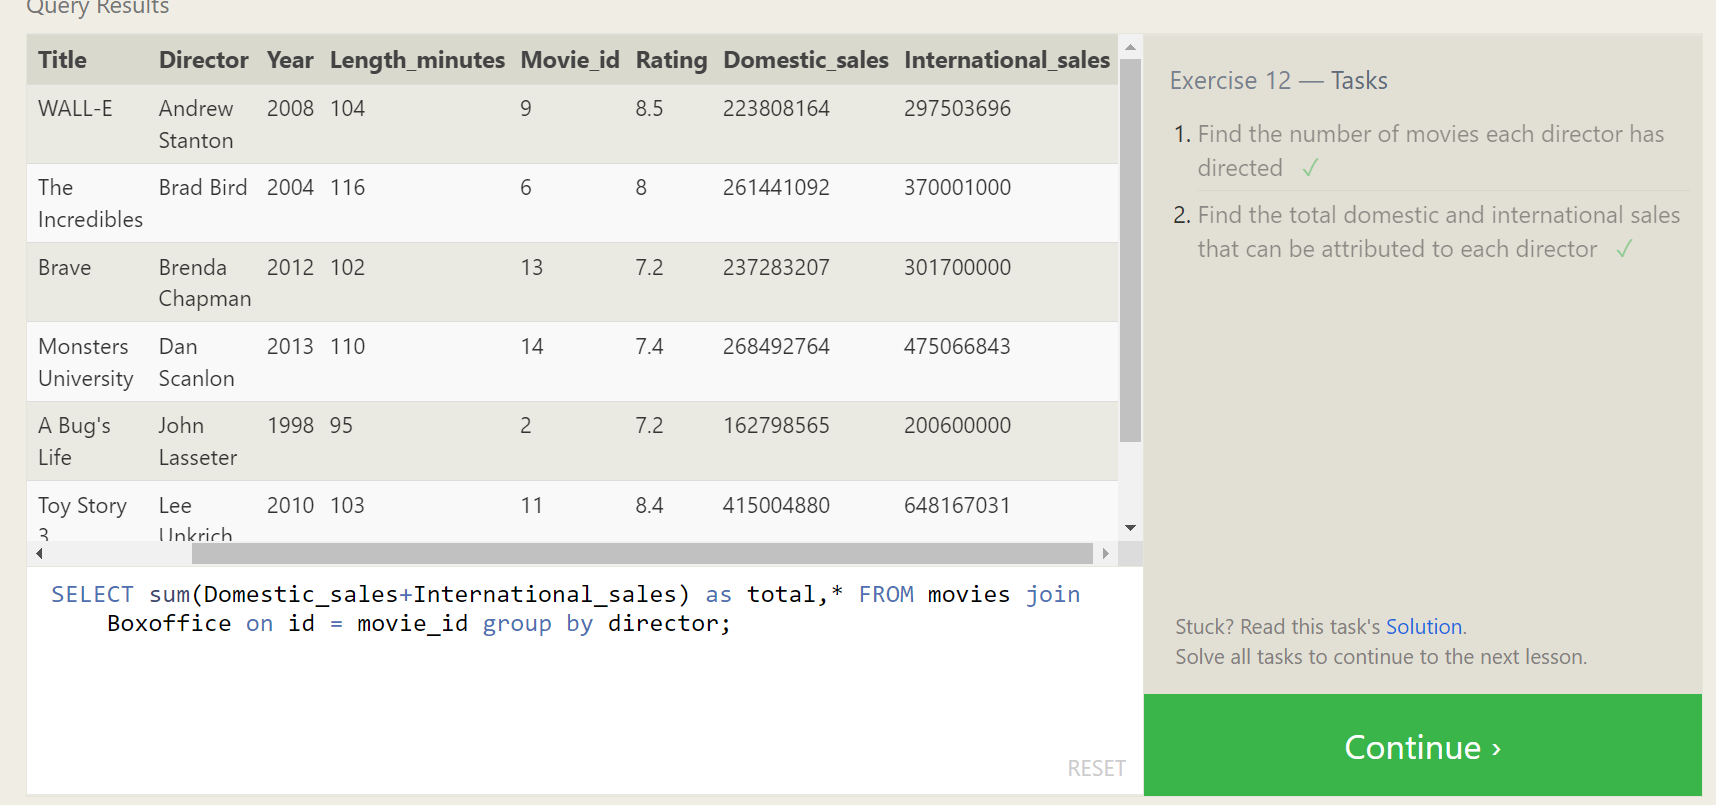 Query Results
Title Director Year Length_minutes Movie_id Rating Domestic_sales International_sales
WALL-E Andrew Stanton 2008 104 9 8.5 223808164 297503696
The Incredibles Brad Bird 2004 116 6 8 261441092 370001000
Brave Brenda Chapman 2012 102 13 7.2 237283207 301700000
Monsters University Dan Scanlon 2013 110 14 7.4 268492764 475066843
A Bug's Life John Lasseter 1998 95 2 7.2 162798565 200600000
Toy Story 3 Lee Unkrich 2010 103 11 8.4 415004880 648167031
SELECT sum(Domestic_sales+International_sales) as total,* FROM movies join
Boxoffice on id = movie_id group by director;
RESET
Exercise 12 — Tasks
1. Find the number of movies each director has
directed ✓
2. Find the total domestic and international sales
that can be attributed to each director ✓
Stuck? Read this task's Solution.
Solve all tasks to continue to the next lesson.
Continue ›